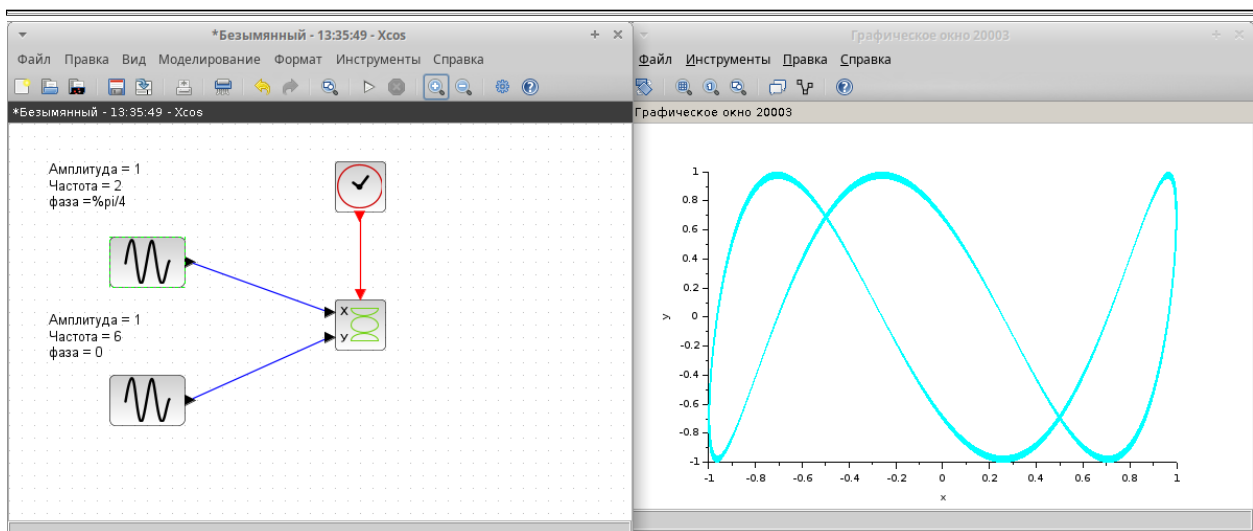 *Безымянный - 13:35:49 - Xcos
Файл Правка Вид Моделирование Формат Инструменты Справка
*Безымянный - 13:35:49 - Xcos
Амплитуда = 1
Частота = 2
фаза =%pi/4
X
y
Амплитуда = 1
Частота = 6
фаза = 0
Графическое окно 20003
Файл Инструменты Правка Справка
Графическое окно 20003
1
0.8
0.6
0.4
0.2
y
0
-0.2
-0.4
-0.6
-0.8
-1
-1 -0.8 -0.6 -0.4 -0.2 0 0.2 0.4 0.6 0.8 1
x